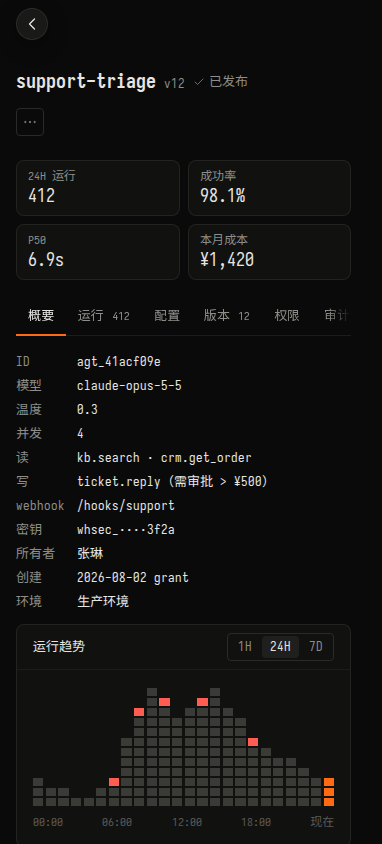 support-triage v12 ✓ 已发布
···
24H 运行
412
成功率
98.1%
P50
6.9s
本月成本
¥1,420
概要 运行 412 配置 版本 12 权限 审计
ID agt_41acf09e
模型 claude-opus-5-5
温度 0.3
并发 4
读 kb.search · crm.get_order
写 ticket.reply (需审批 > ¥500)
webhook /hooks/support
密钥 whsec_····3f2a
所有者 张琳
创建 2026-08-02 grant
环境 生产环境
运行趋势 1H 24H 7D
00:00 06:00 12:00 18:00 现在